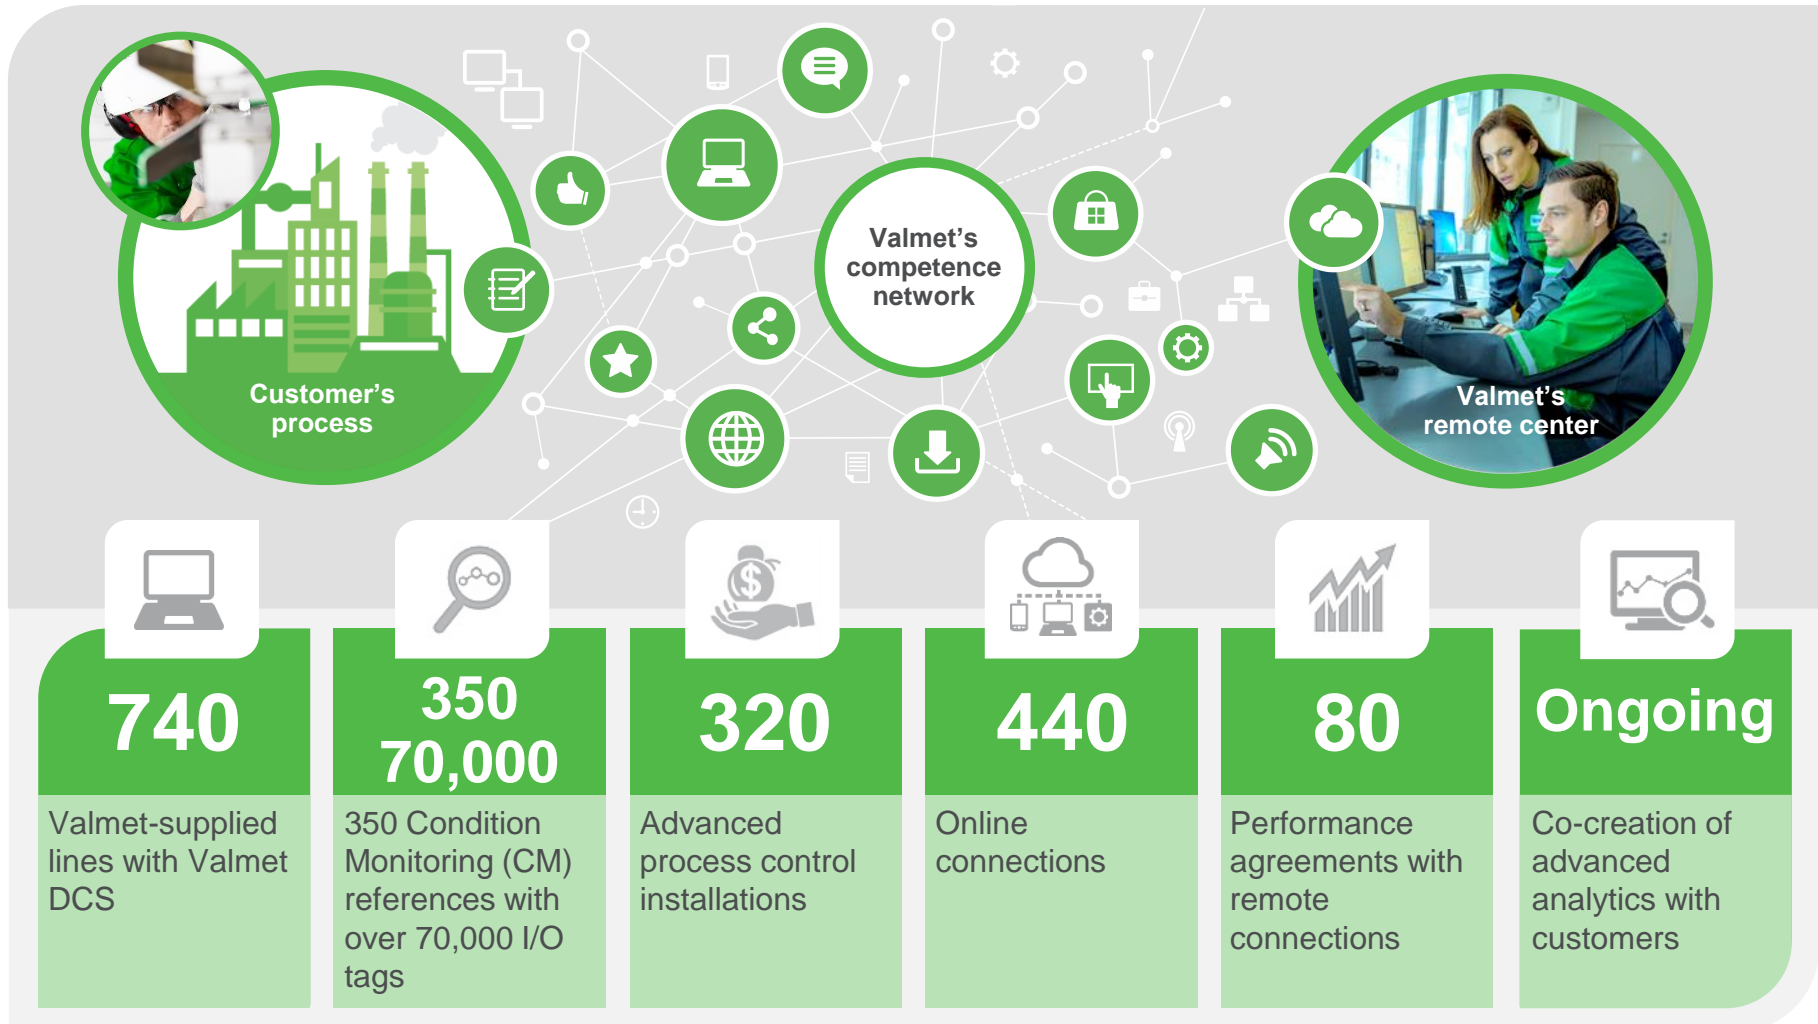 Valmet's
competence
network
Customer's
process
Valmet's
remote center
740
Valmet-supplied
lines with Valmet
DCS
350
70,000
350 Condition
Monitoring (CM)
references with
over 70,000 I/O
tags
320
Advanced
process control
installations
440
Online
connections
80
Performance
agreements with
remote
connections
Ongoing
Co-creation of
advanced
analytics with
customers